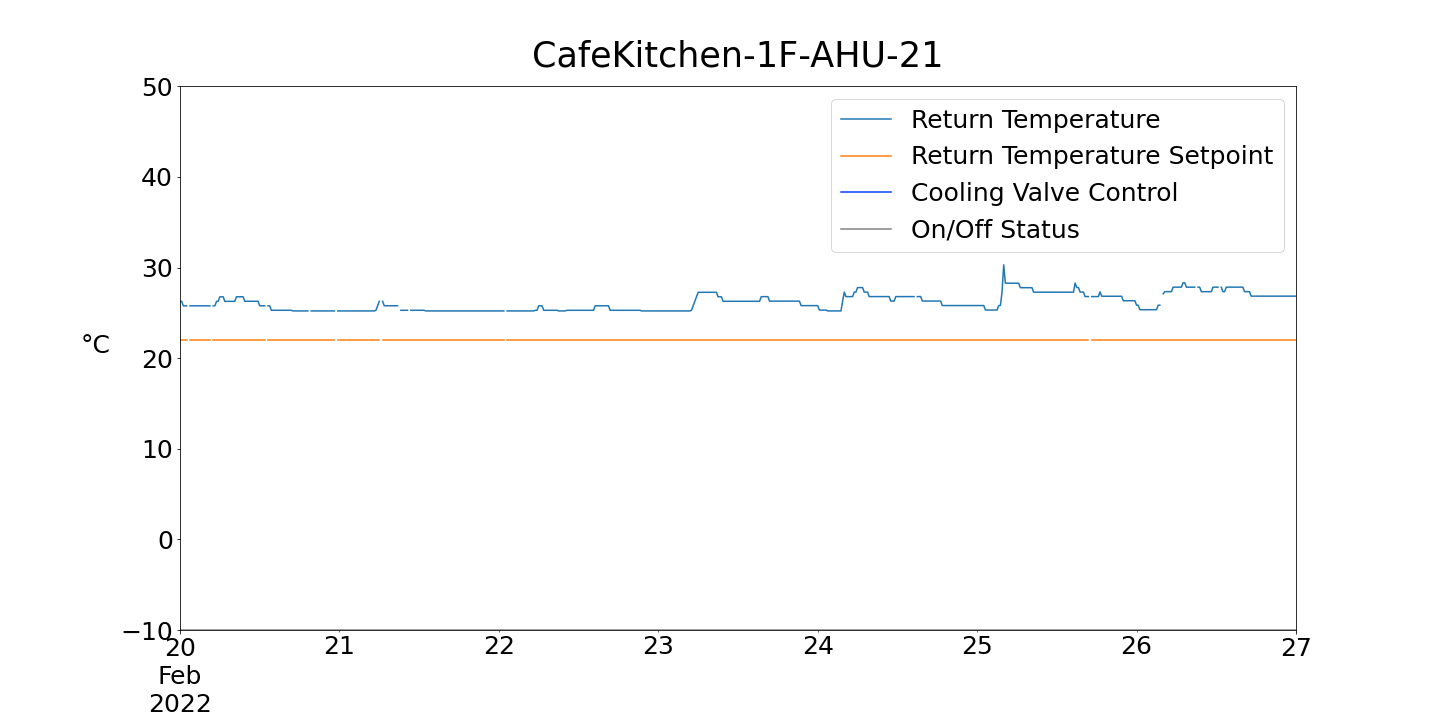 CafeKitchen-1F-AHU-21
50
40
30
20
10
0
−10
°C
Return Temperature
Return Temperature Setpoint
Cooling Valve Control
On/Off Status
20 21 22 23 24 25 26 27
Feb
2022